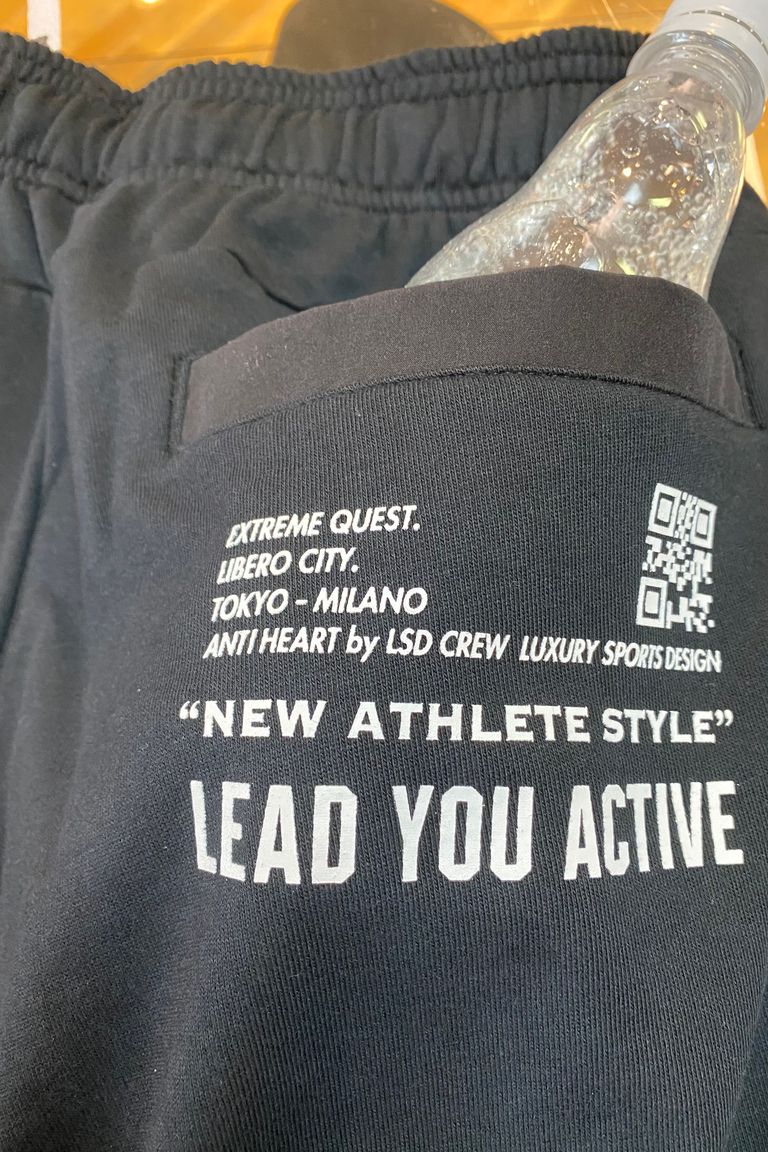 EXTREME QUEST.
LIBERO CITY.
TOKYO – MILANO
ANTI HEART by LSD CREW LUXURY SPORTS DESIGN
“NEW ATHLETE STYLE”
LEAD YOU ACTIVE